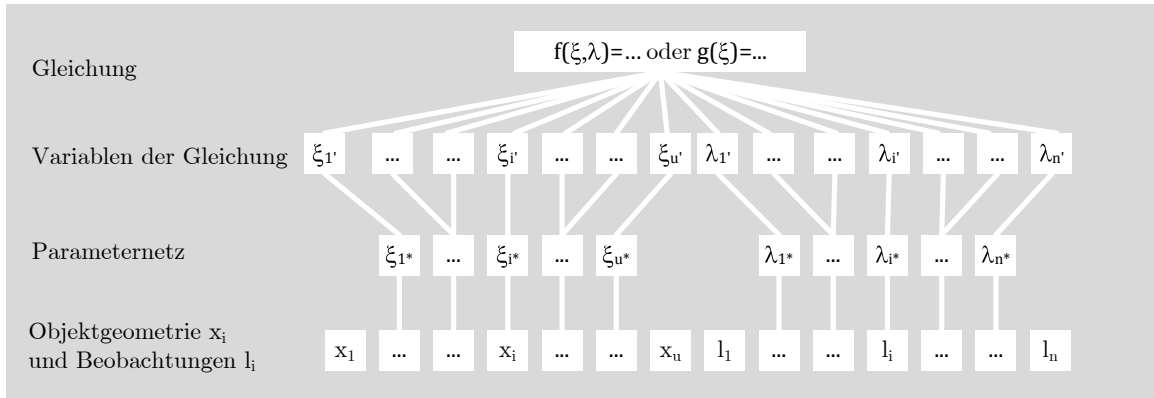 f(ξ,λ)=... oder g(ξ)=...
Gleichung
Variablen der Gleichung ξ1' ... ... ξi' ... ... ξu' λ1' ... ... λi' ... ... λn'
Parameternetz ξ1* ... ξi* ... ξu* λ1* ... λi* ... λn*
Objektgeometrie xi
und Beobachtungen li
x1 ... ... xi ... ... xu l1 ... ... li ... ... ln